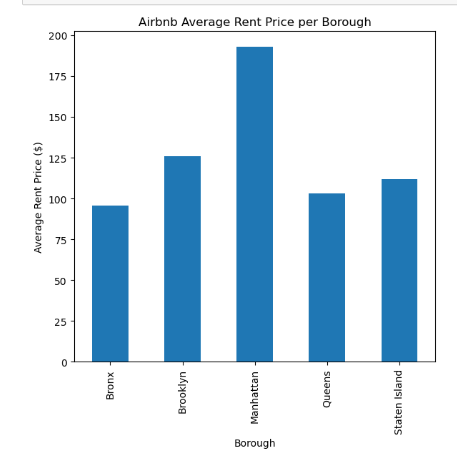 Airbnb Average Rent Price per Borough
200
175
150
125
100
75
50
25
0
Average Rent Price ($)
Bronx
Brooklyn
Manhattan
Queens
Staten Island
Borough